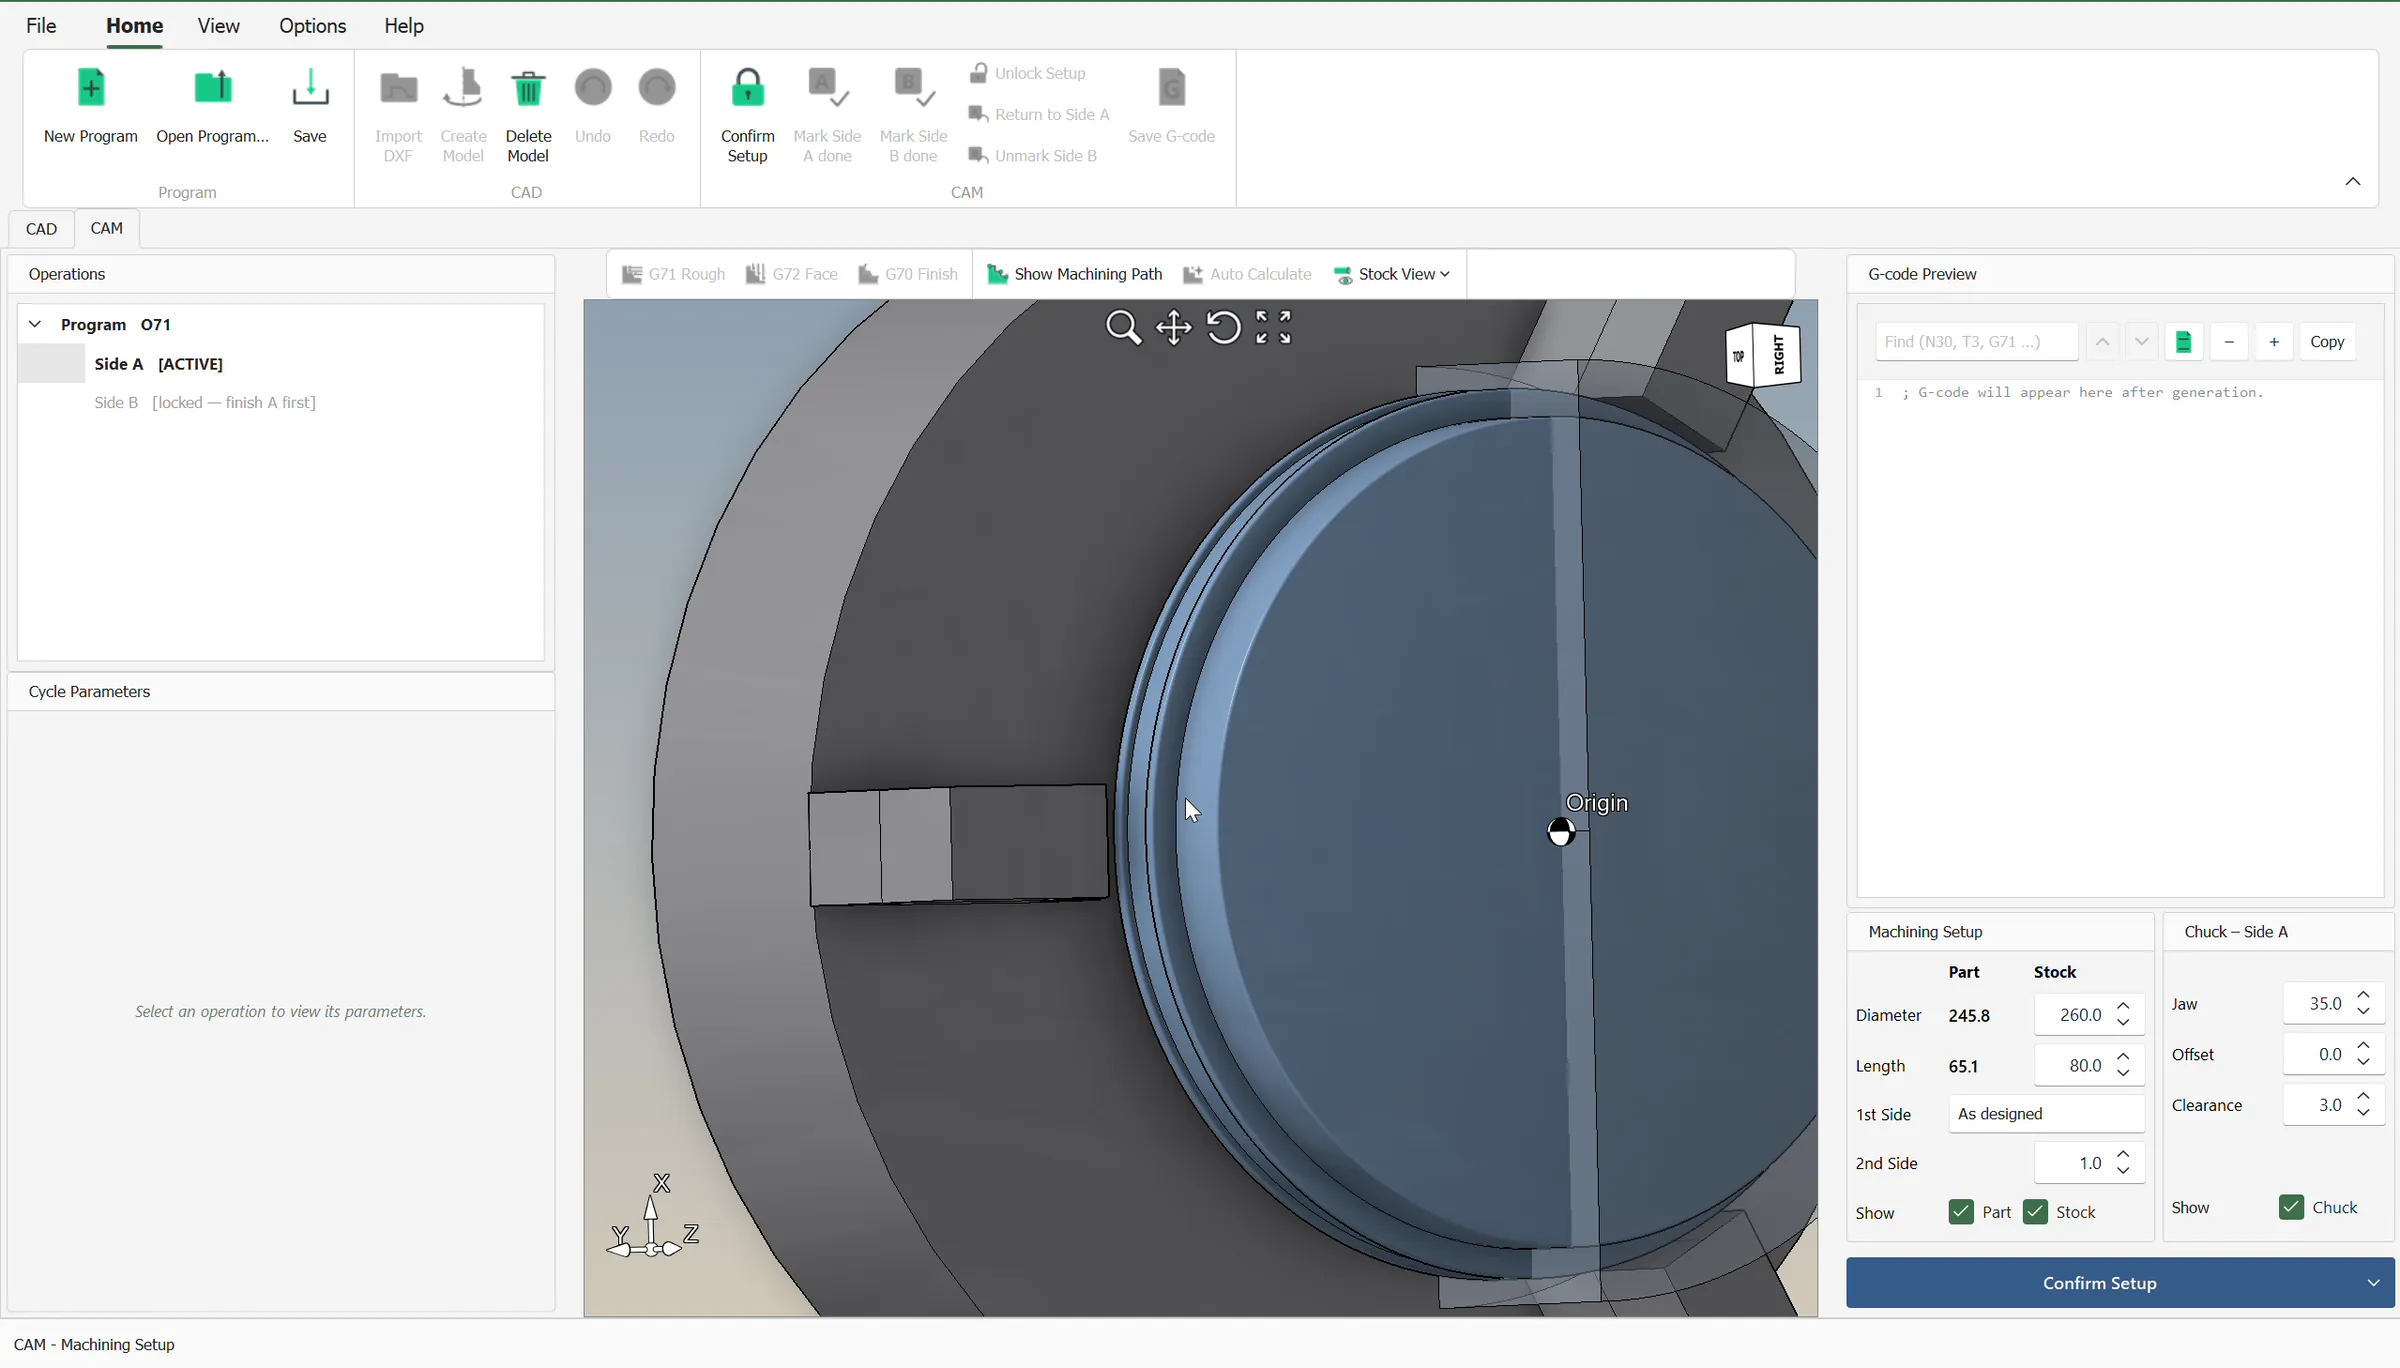 File Home View Options Help
New Program Open Program... Save
Import DXF Create Model Delete Model Undo Redo
Confirm Setup Mark Side A done Mark Side B done
Unlock Setup
Return to Side A
Unmark Side B
Save G-code
Program CAD CAM
CAD CAM
Operations
Program O71
Side A [ACTIVE]
Side B [locked — finish A first]
Cycle Parameters
Select an operation to view its parameters.
G71 Rough G72 Face G70 Finish Show Machining Path Auto Calculate Stock View
TOP RIGHT
Origin
X
Y Z
G-code Preview
Find (N30, T3, G71 ...) − + Copy
1 ; G-code will appear here after generation.
Machining Setup
Part Stock
Diameter 245.8 260.0
Length 65.1 80.0
1st Side As designed
2nd Side 1.0
Show Part Stock
Chuck – Side A
Jaw 35.0
Offset 0.0
Clearance 3.0
Show Chuck
Confirm Setup
CAM - Machining Setup